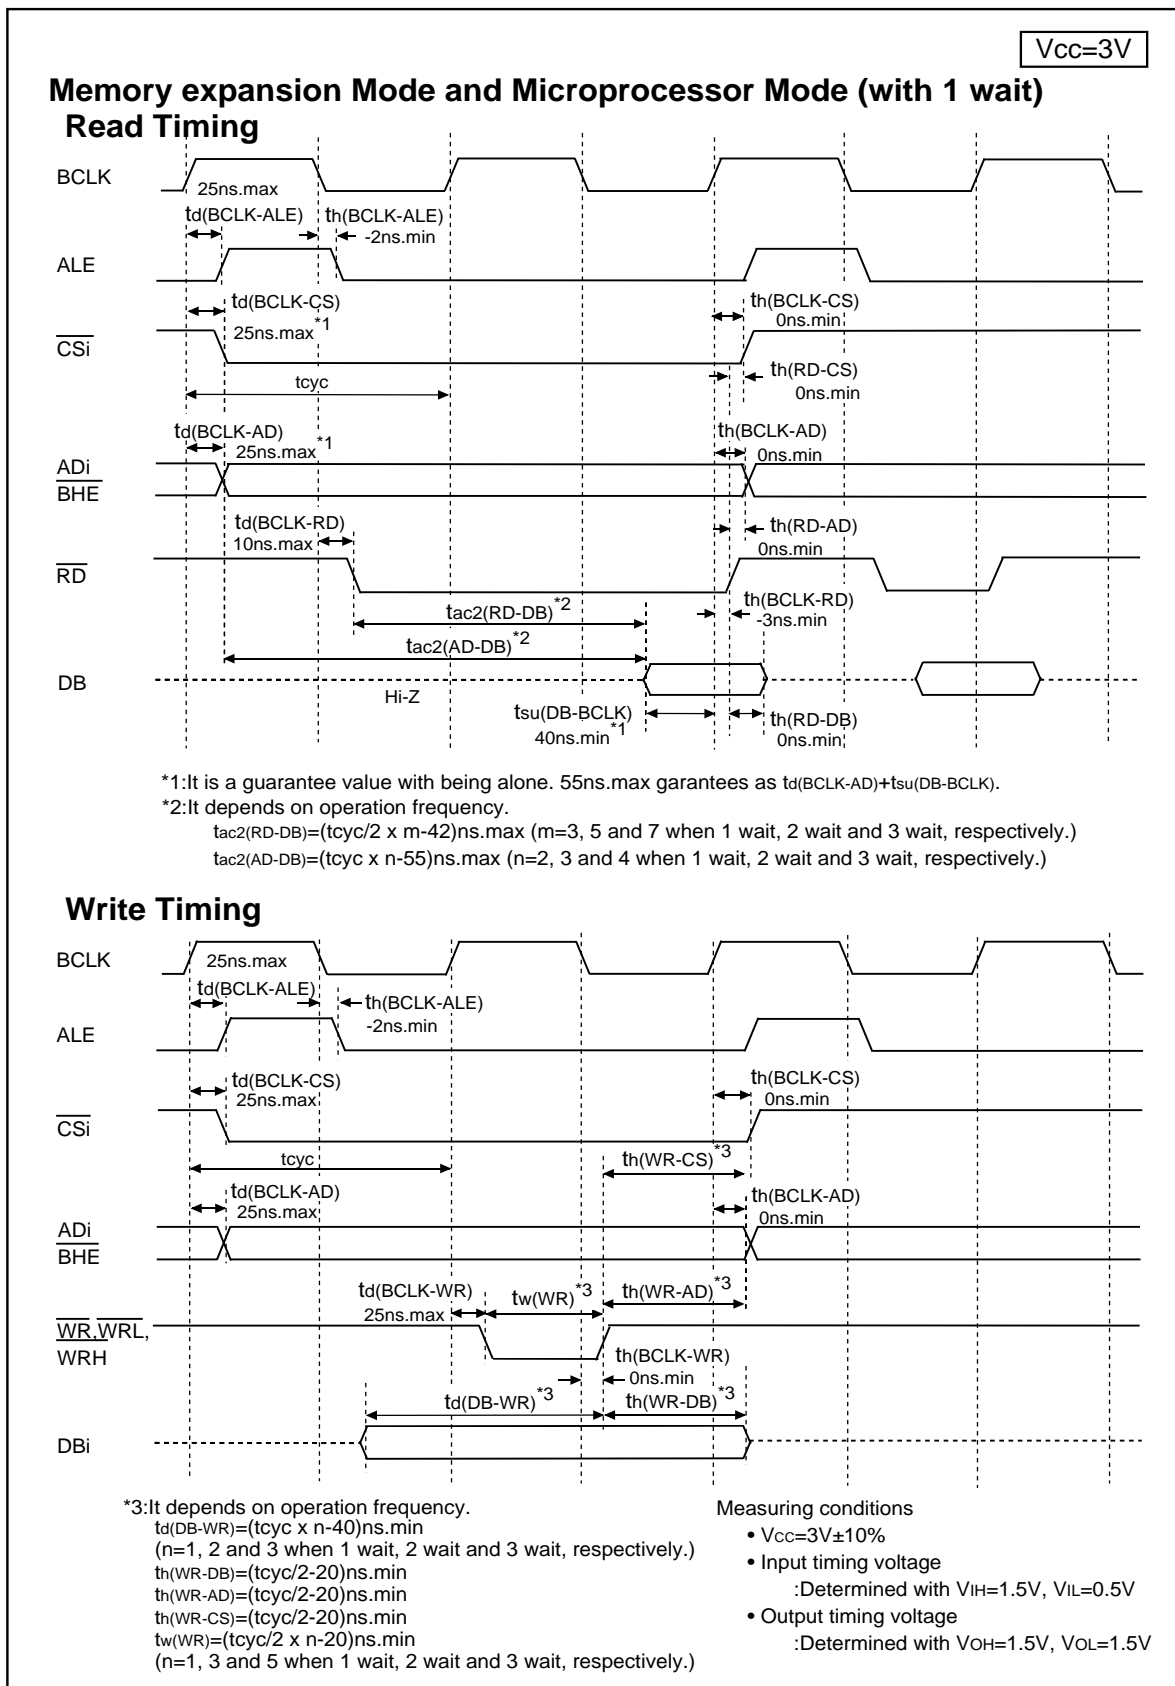 Vcc=3V
Memory expansion Mode and Microprocessor Mode (with 1 wait)
Read Timing
BCLK
25ns.max
td(BCLK-ALE)
th(BCLK-ALE)
-2ns.min
ALE
td(BCLK-CS)
25ns.max*1
th(BCLK-CS)
0ns.min
CSi
th(RD-CS)
0ns.min
tcyc
td(BCLK-AD)
25ns.max*1
th(BCLK-AD)
0ns.min
ADi
BHE
td(BCLK-RD)
10ns.max
th(RD-AD)
0ns.min
RD
tac2(RD-DB)*2
th(BCLK-RD)
-3ns.min
tac2(AD-DB)*2
DB
Hi-Z
tsu(DB-BCLK)
40ns.min*1
th(RD-DB)
0ns.min
*1:It is a guarantee value with being alone. 55ns.max garantees as td(BCLK-AD)+tsu(DB-BCLK).
*2:It depends on operation frequency.
tac2(RD-DB)=(tcyc/2 x m-42)ns.max (m=3, 5 and 7 when 1 wait, 2 wait and 3 wait, respectively.)
tac2(AD-DB)=(tcyc x n-55)ns.max (n=2, 3 and 4 when 1 wait, 2 wait and 3 wait, respectively.)
Write Timing
BCLK
25ns.max
td(BCLK-ALE)
th(BCLK-ALE)
-2ns.min
ALE
td(BCLK-CS)
25ns.max
th(BCLK-CS)
0ns.min
CSi
tcyc
th(WR-CS)*3
td(BCLK-AD)
25ns.max
th(BCLK-AD)
0ns.min
ADi
BHE
td(BCLK-WR)
25ns.max
tw(WR)*3
th(WR-AD)*3
WR,WRL,
WRH
th(BCLK-WR)
0ns.min
td(DB-WR)*3
th(WR-DB)*3
DBi
*3:It depends on operation frequency.
td(DB-WR)=(tcyc x n-40)ns.min
(n=1, 2 and 3 when 1 wait, 2 wait and 3 wait, respectively.)
th(WR-DB)=(tcyc/2-20)ns.min
th(WR-AD)=(tcyc/2-20)ns.min
th(WR-CS)=(tcyc/2-20)ns.min
tw(WR)=(tcyc/2 x n-20)ns.min
(n=1, 3 and 5 when 1 wait, 2 wait and 3 wait, respectively.)
Measuring conditions
• VCC=3V±10%
• Input timing voltage
:Determined with VIH=1.5V, VIL=0.5V
• Output timing voltage
:Determined with VOH=1.5V, VOL=1.5V